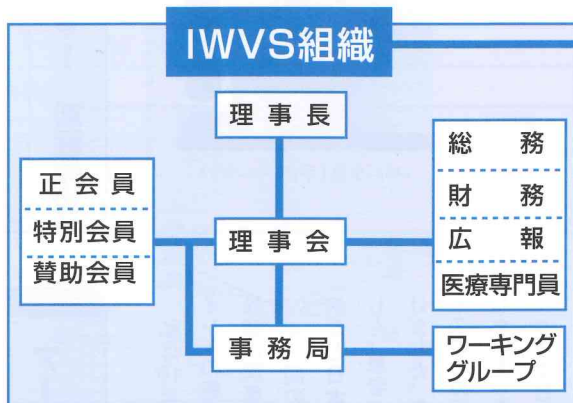 IWVS組織
理事長
正会員
特別会員
賛助会員
理事会
総務
財務
広報
医療専門員
事務局
ワーキング
グループ